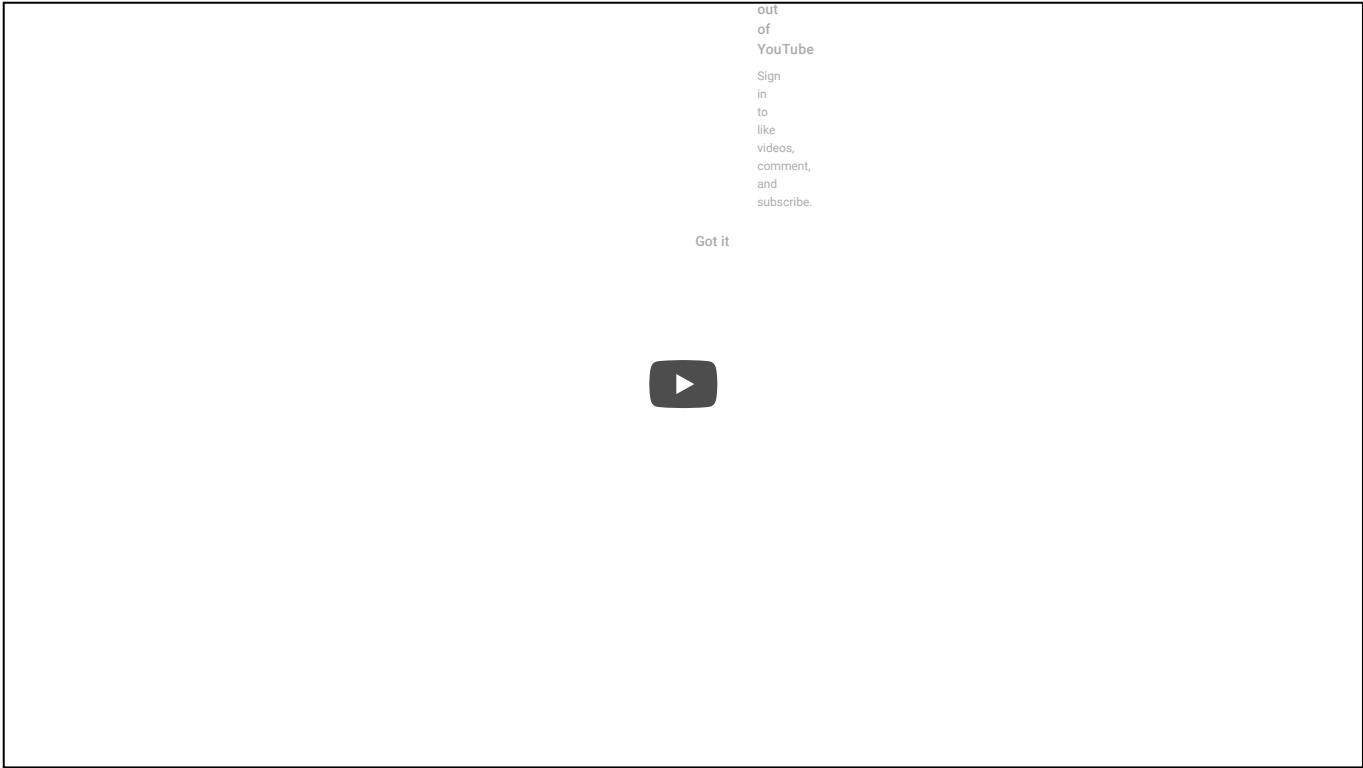 out
of
YouTube
Sign
in
to
like
videos,
comment,
and
subscribe.
Got it